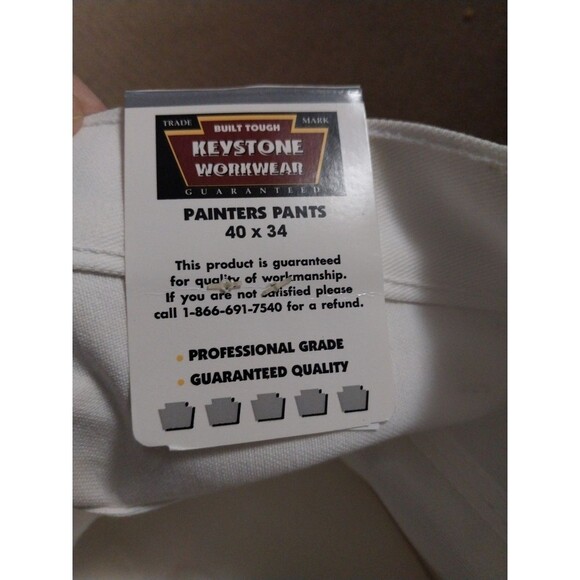 TRADE MARK
BUILT TOUGH
KEYSTONE
WORKWEAR
GUARANTEED
PAINTERS PANTS
40 x 34
This product is guaranteed
for quality of workmanship.
If you are not satisfied please
call 1-866-691-7540 for a refund.
• PROFESSIONAL GRADE
• GUARANTEED QUALITY